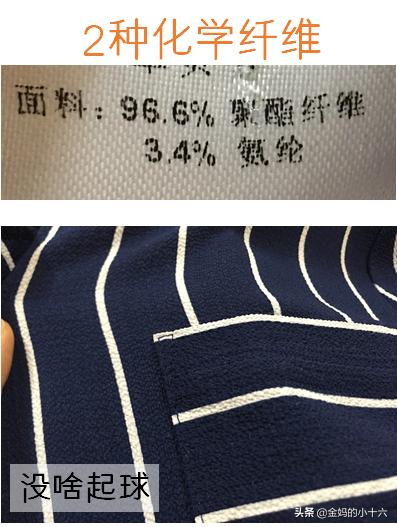 2种化学纤维
面料：96.6% 聚酯纤维
3.4% 氨纶
没啥起球
头条 @金妈的小十六